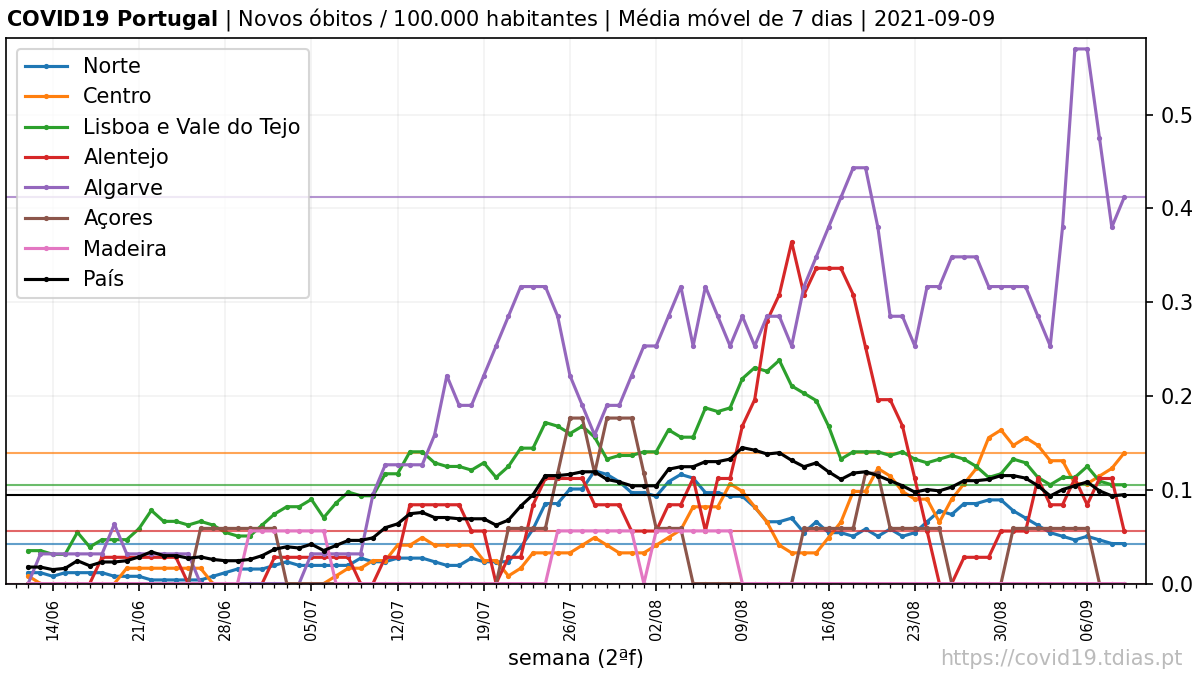 COVID19 Portugal | Novos óbitos / 100.000 habitantes | Média móvel de 7 dias | 2021-09-09
Norte
Centro
Lisboa e Vale do Tejo
Alentejo
Algarve
Açores
Madeira
País
0.5
0.4
0.3
0.2
0.1
0.0
14/06
21/06
28/06
05/07
12/07
19/07
26/07
02/08
09/08
16/08
23/08
30/08
06/09
semana (2ªf)
https://covid19.tdias.pt